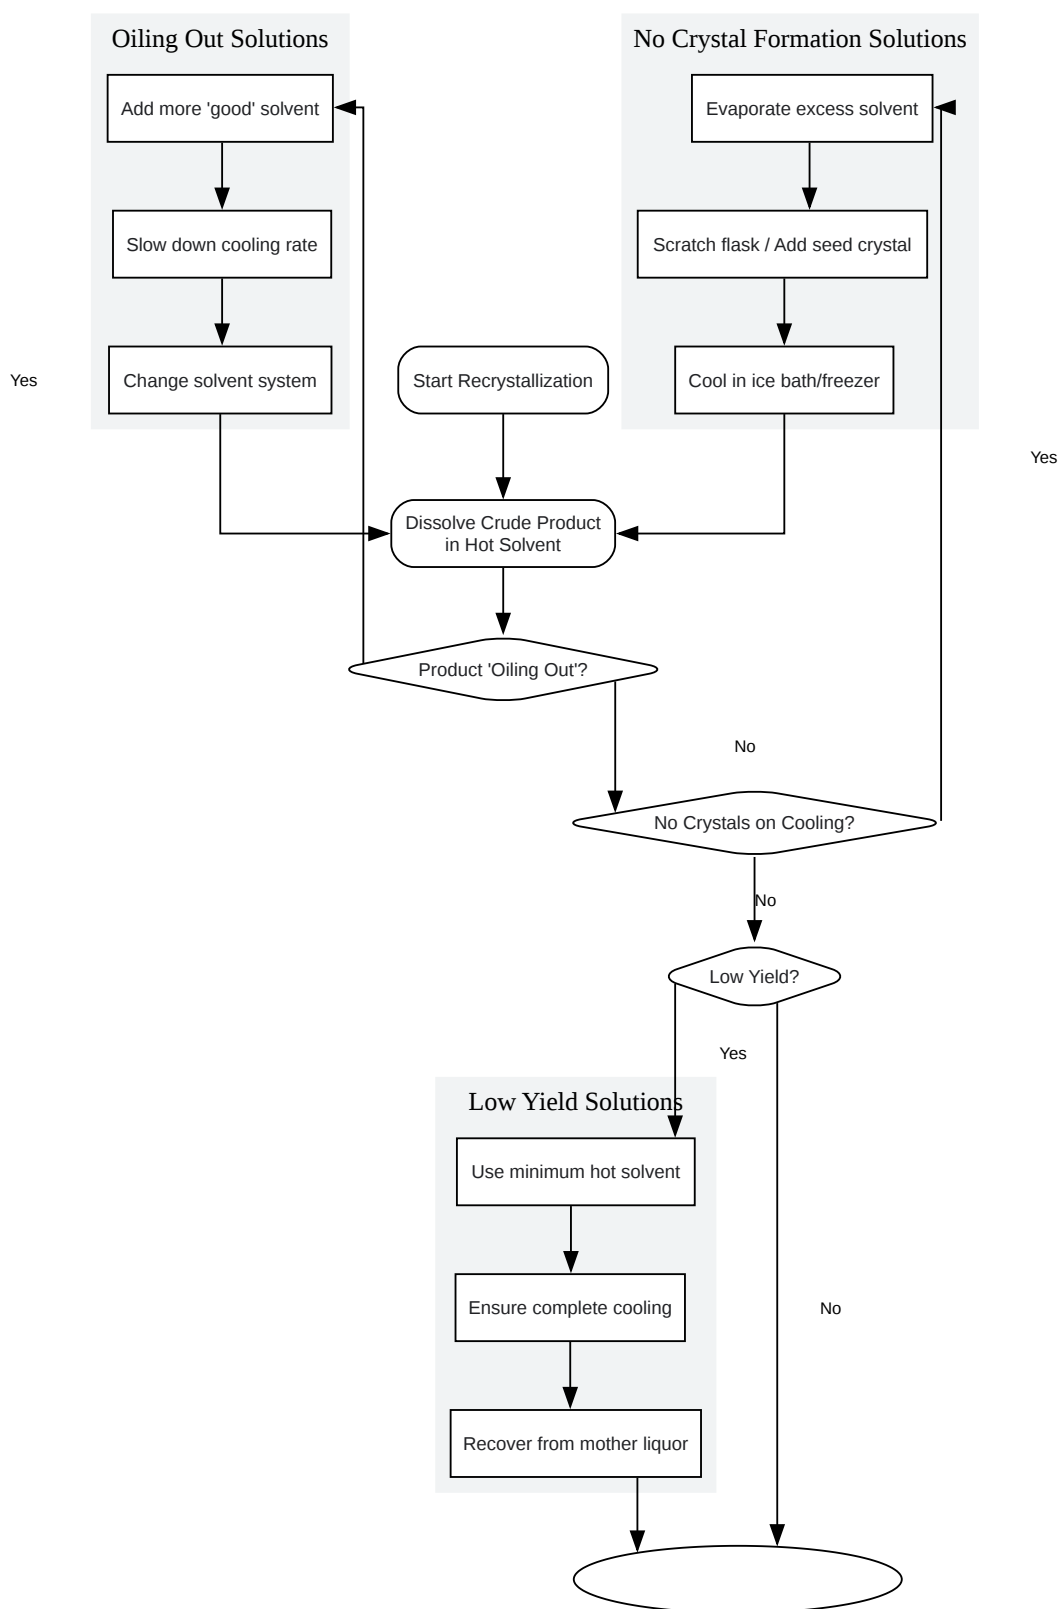 Oiling Out Solutions
No Crystal Formation Solutions
Add more 'good' solvent
Evaporate excess solvent
Slow down cooling rate
Scratch flask / Add seed crystal
Yes
Change solvent system
Start Recrystallization
Cool in ice bath/freezer
Yes
Dissolve Crude Product
in Hot Solvent
Product 'Oiling Out'?
No
No Crystals on Cooling?
No
Low Yield?
Yes
Low Yield Solutions
Use minimum hot solvent
Ensure complete cooling
No
Recover from mother liquor